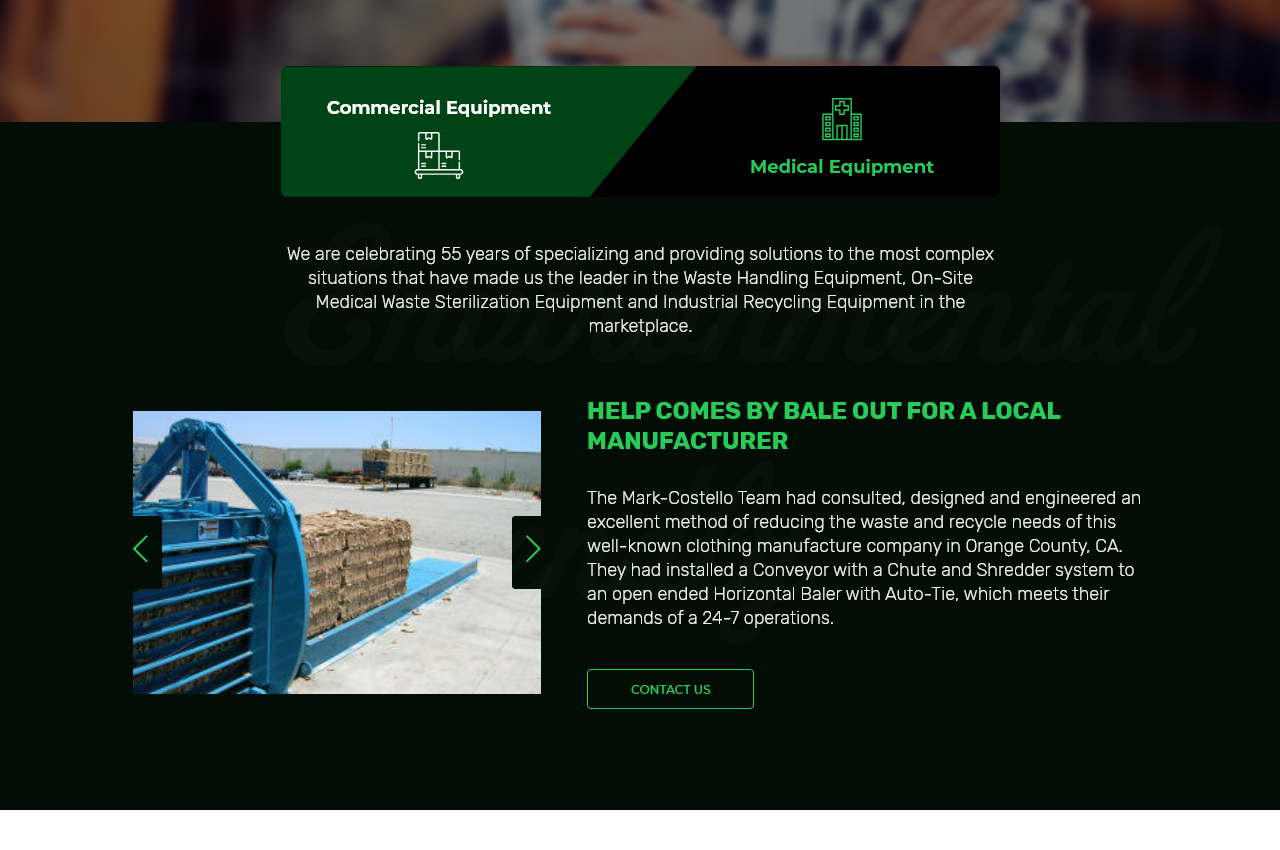 Commercial Equipment
Medical Equipment
We are celebrating 55 years of specializing and providing solutions to the most complex
situations that have made us the leader in the Waste Handling Equipment, On-Site
Medical Waste Sterilization Equipment and Industrial Recycling Equipment in the
marketplace.
Environmental
HELP COMES BY BALE OUT FOR A LOCAL
MANUFACTURER
The Mark-Costello Team had consulted, designed and engineered an
excellent method of reducing the waste and recycle needs of this
well-known clothing manufacture company in Orange County, CA.
They had installed a Conveyor with a Chute and Shredder system to
an open ended Horizontal Baler with Auto-Tie, which meets their
demands of a 24-7 operations.
CONTACT US